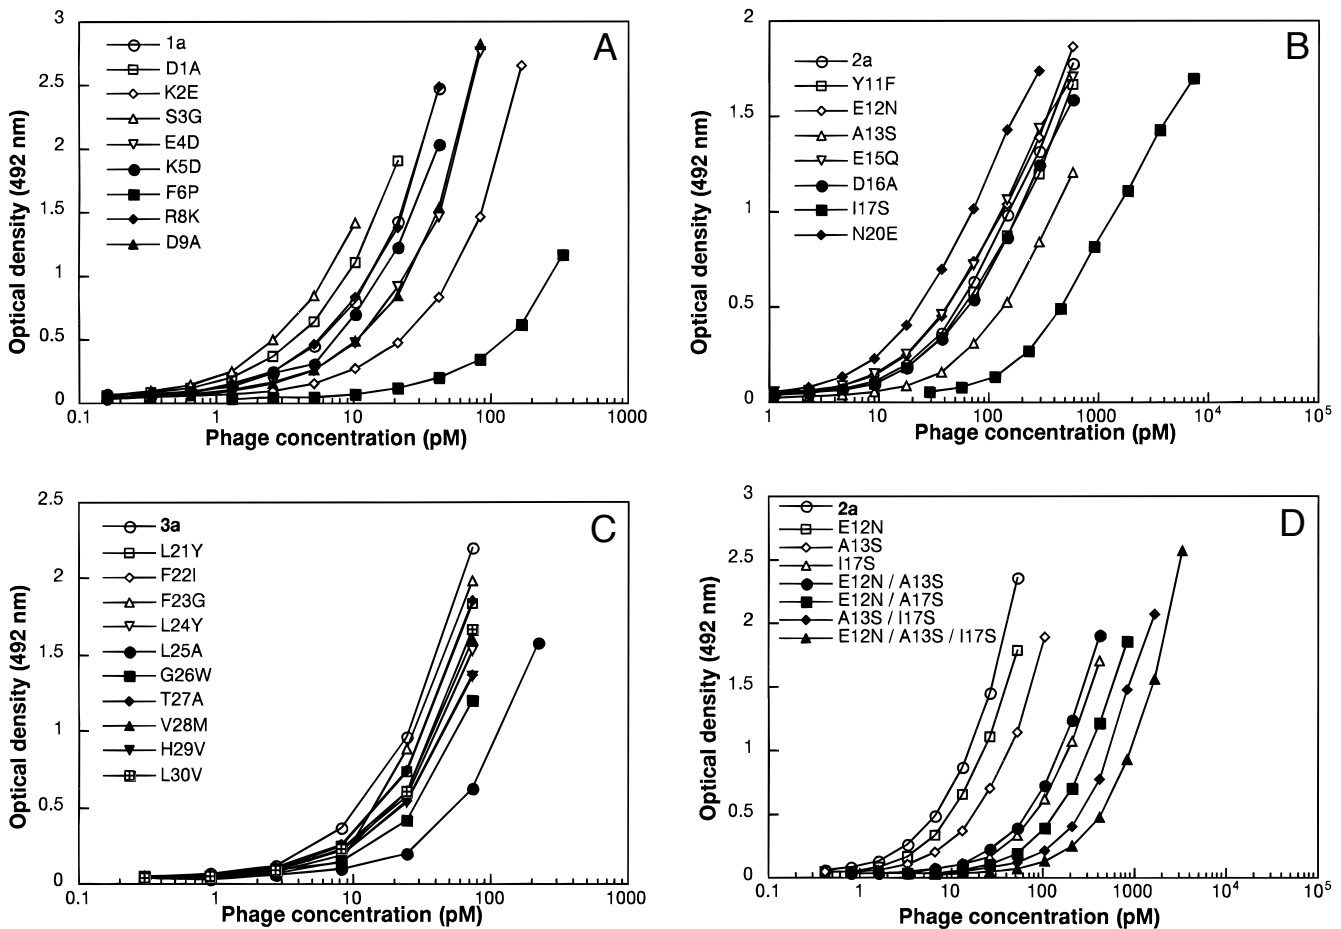 A
3
2.5
2
1.5
1
0.5
0
1a
D1A
K2E
S3G
E4D
K5D
F6P
R8K
D9A
0.1 1 10 100 1000
Phage concentration (pM)
Optical density (492 nm)
B
2
1.5
1
0.5
0
2a
Y11F
E12N
A13S
E15Q
D16A
I17S
N20E
1 10 100 1000 10⁴ 10⁵
Phage concentration (pM)
Optical density (492 nm)
C
2.5
2
1.5
1
0.5
0
3a
L21Y
F22I
F23G
L24Y
L25A
G26W
T27A
V28M
H29V
L30V
0.1 1 10 100 1000
Phage concentration (pM)
Optical density (492 nm)
D
3
2.5
2
1.5
1
0.5
0
2a
E12N
A13S
I17S
E12N / A13S
E12N / A17S
A13S / I17S
E12N / A13S / I17S
0.1 1 10 100 1000 10⁴ 10⁵
Phage concentration (pM)
Optical density (492 nm)